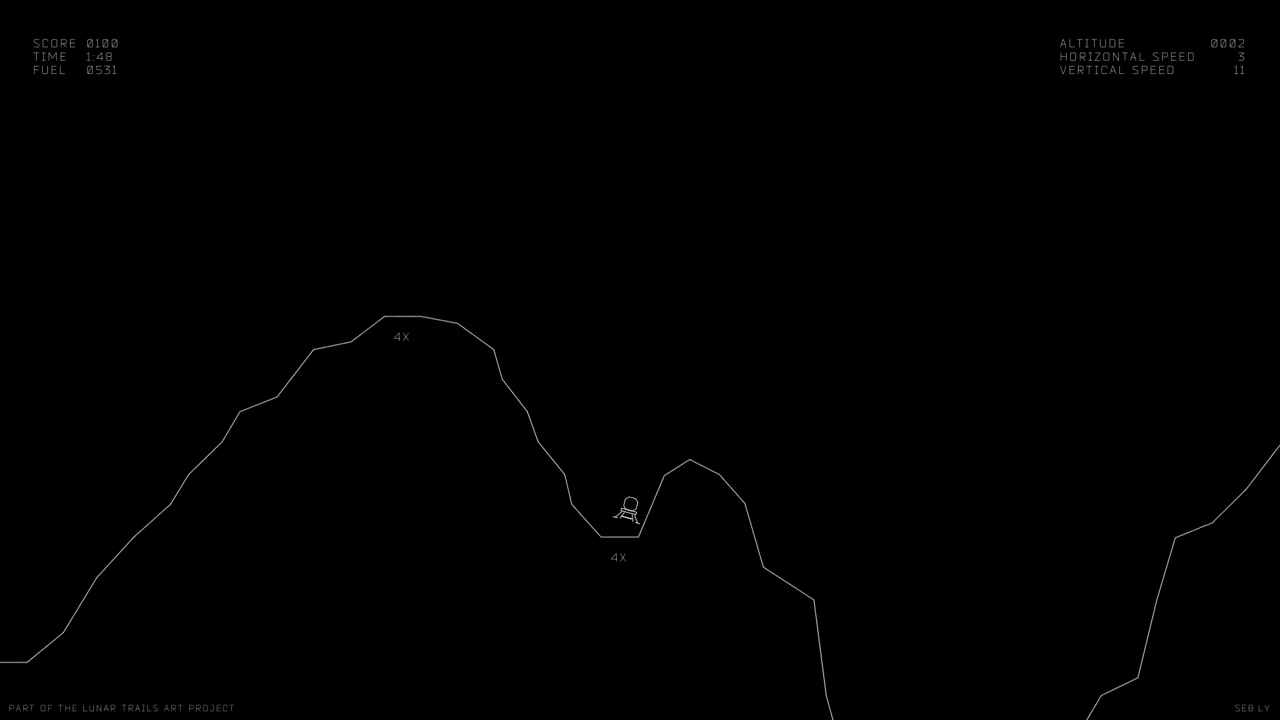 SCORE 0100
TIME 1:48
FUEL 0531
ALTITUDE 0002
HORIZONTAL SPEED 3
VERTICAL SPEED 11
4X
4X
PART OF THE LUNAR TRAILS ART PROJECT
SEB.LY